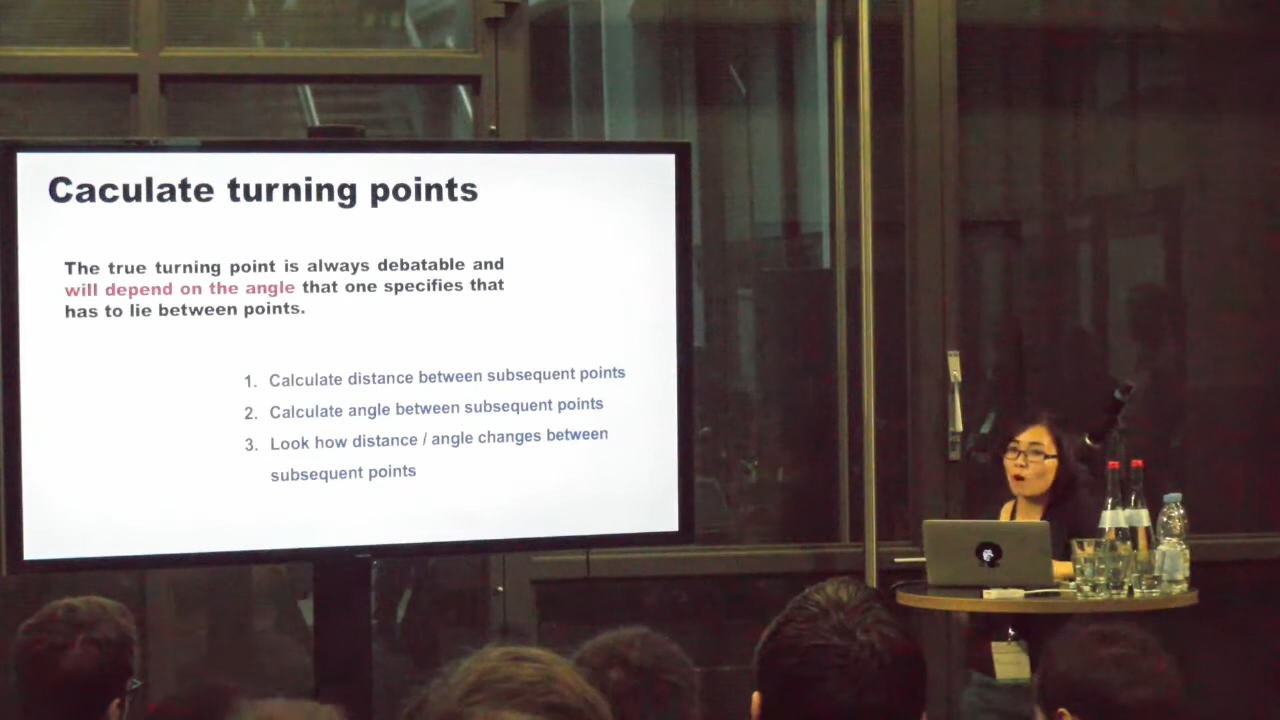 Caculate turning points
The true turning point is always debatable and
will depend on the angle that one specifies that
has to lie between points.
1. Calculate distance between subsequent points
2. Calculate angle between subsequent points
3. Look how distance / angle changes between
subsequent points